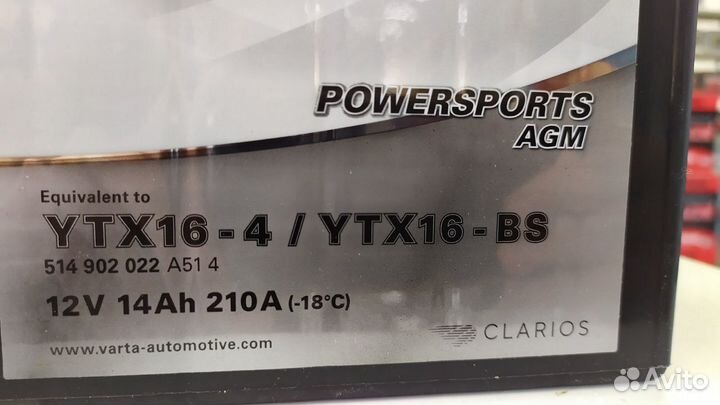 POWERSPORTS
AGM
Equivalent to
YTX16-4 / YTX16-BS
514 902 022 A51 4
12V 14Ah 210A (-18°C)
CLARIOS
www.varta-automotive.com
Avito